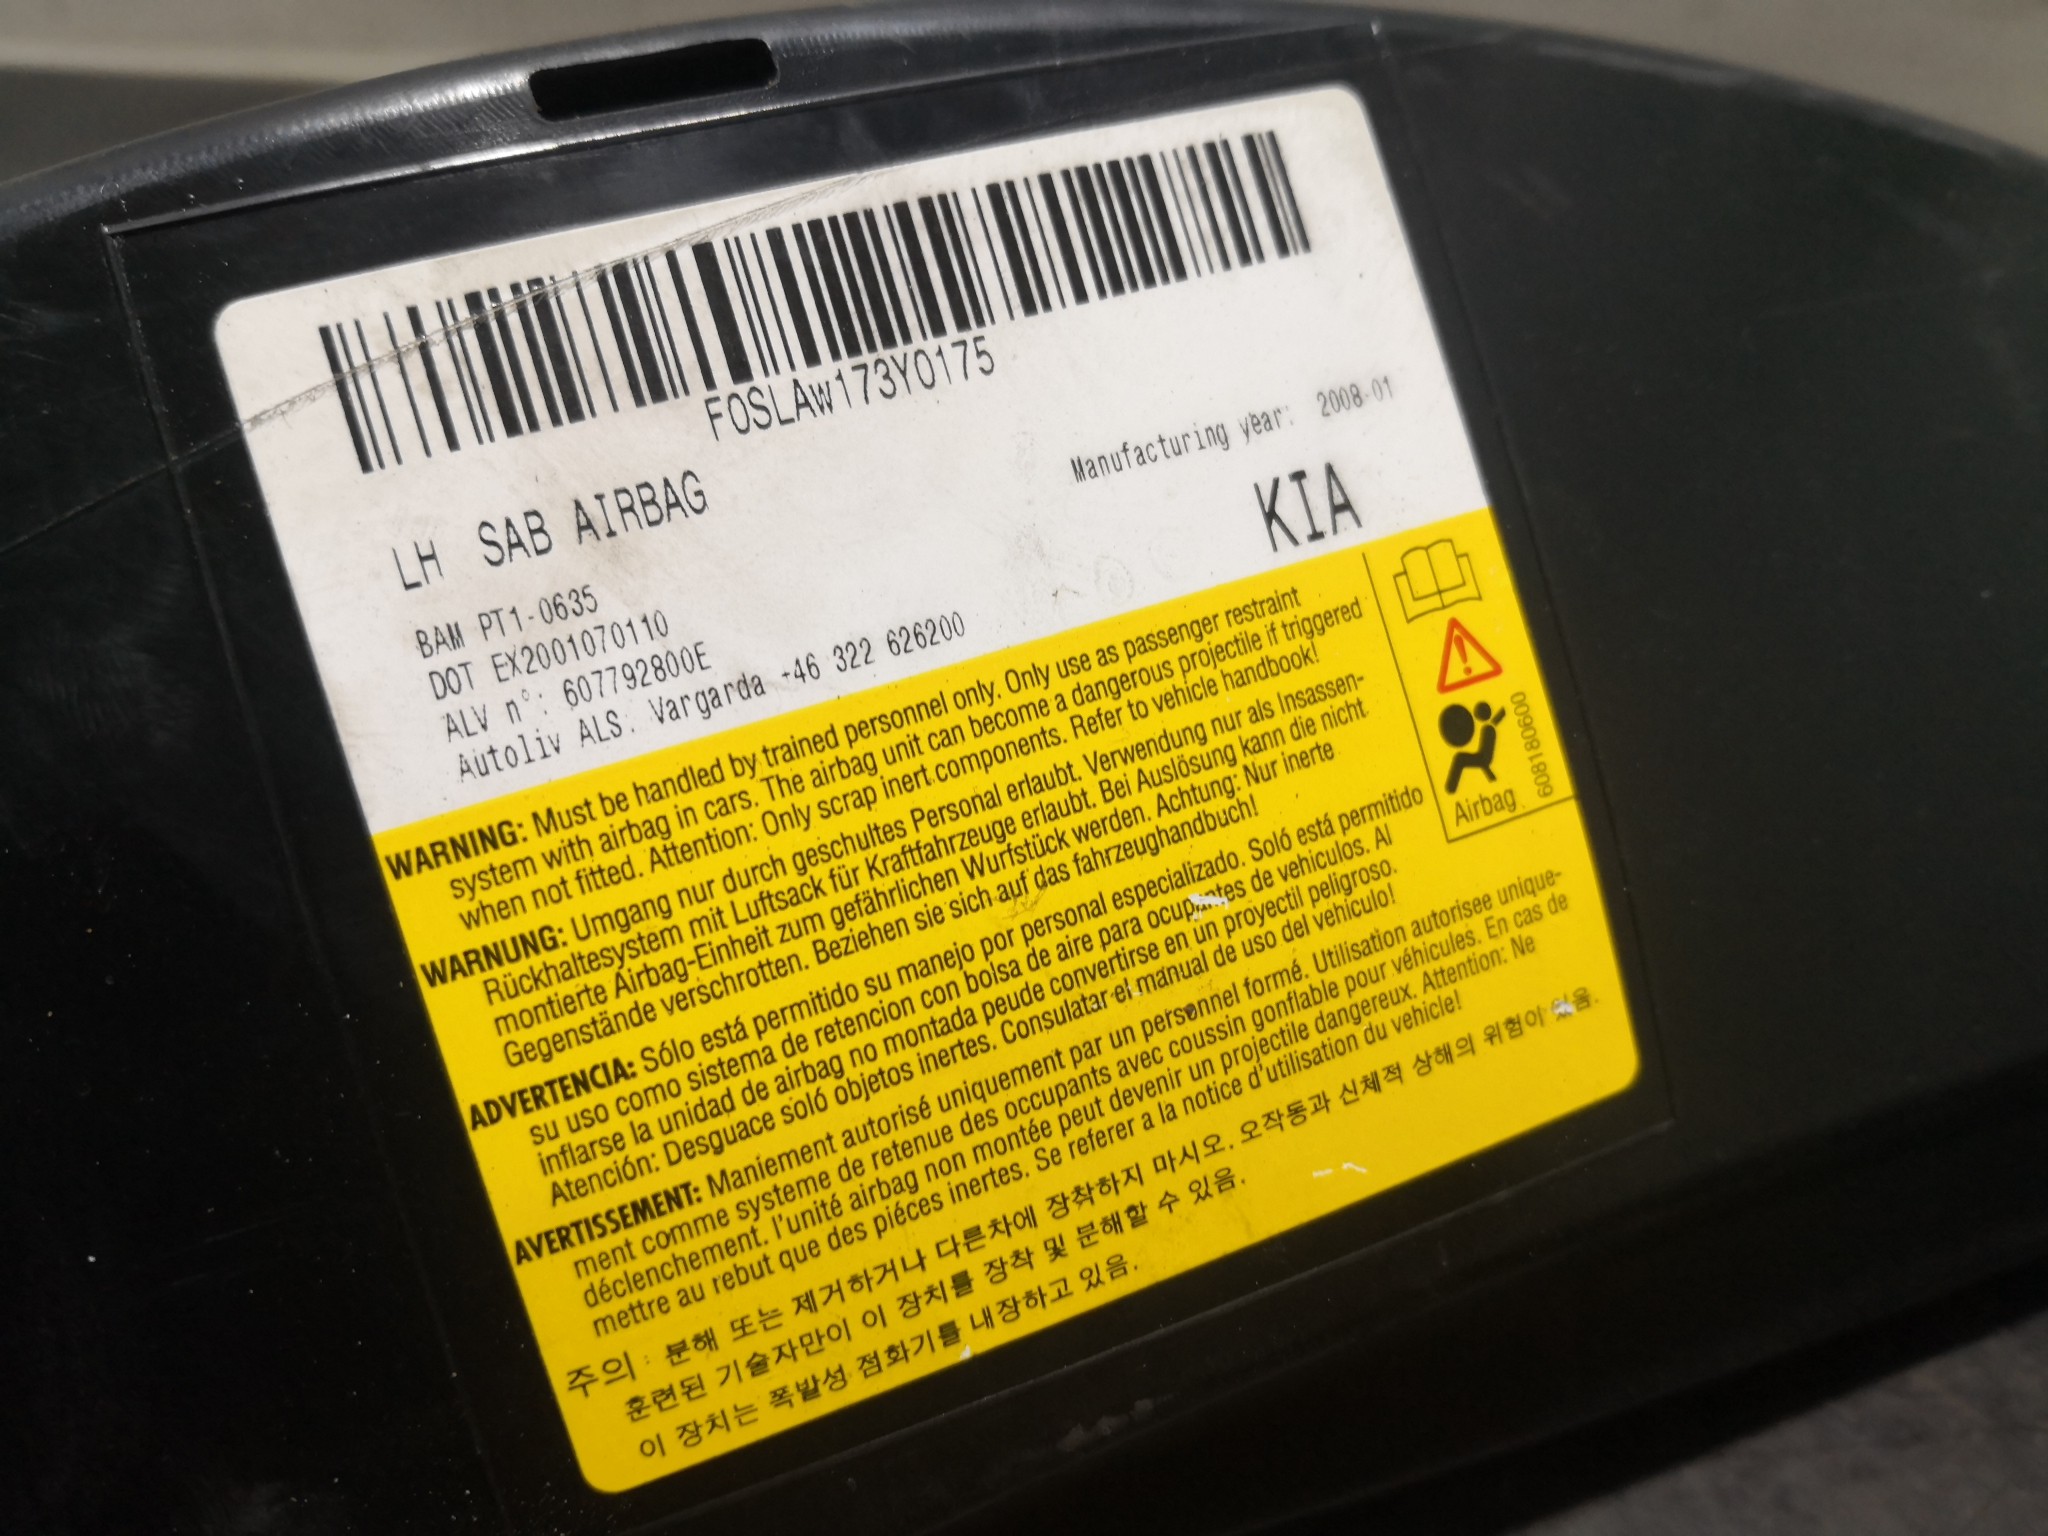 F0SLAW173Y0175
Manufacturing year: 2008-01
LH SAB AIRBAG
KIA
BAM PT1-0635
DOT EX2001070110
ALV n°: 607792800E
Autoliv ALS. Vargarda +46 322 626200
WARNING: Must be handled by trained personnel only. Only use as passenger restraint
system with airbag in cars. The airbag unit can become a dangerous projectile if triggered
when not fitted. Attention: Only scrap inert components. Refer to vehicle handbook!
WARNUNG: Umgang nur durch geschultes Personal erlaubt. Verwendung nur als Insassen-
Rückhaltesystem mit Luftsack für Kraftfahrzeuge erlaubt. Bei Auslösung kann die nicht
montierte Airbag-Einheit zum gefährlichen Wurfstück werden. Achtung: Nur inerte
Gegenstände verschrotten. Beziehen sie sich auf das fahrzeughandbuch!
ADVERTENCIA: Sólo está permitido su manejo por personal especializado. Soló está permitido
su uso como sistema de retencion con bolsa de aire para ocupantes de vehiculos. Al
inflarse la unidad de airbag no montada peude convertirse en un proyectil peligroso.
Atención: Desguace soló objetos inertes. Consulatar el manual de uso del vehiculo!
AVERTISSEMENT: Maniement autorisé uniquement par un personnel formé. Utilisation autorisee unique-
ment comme systeme de retenue des occupants avec coussin gonflable pour véhicules. En cas de
déclenchement. l'unité airbag non montée peut devenir un projectile dangereux. Attention: Ne
mettre au rebut que des piéces inertes. Se referer a la notice d'utilisation du vehicle!
주의 : 분해 또는 제거하거나 다른차에 장착하지 마시오. 오작동과 신체적 상해의 위험이 있음.
훈련된 기술자만이 이 장치를 장착 및 분해할 수 있음.
이 장치는 폭발성 점화기를 내장하고 있음.
Airbag
608180600